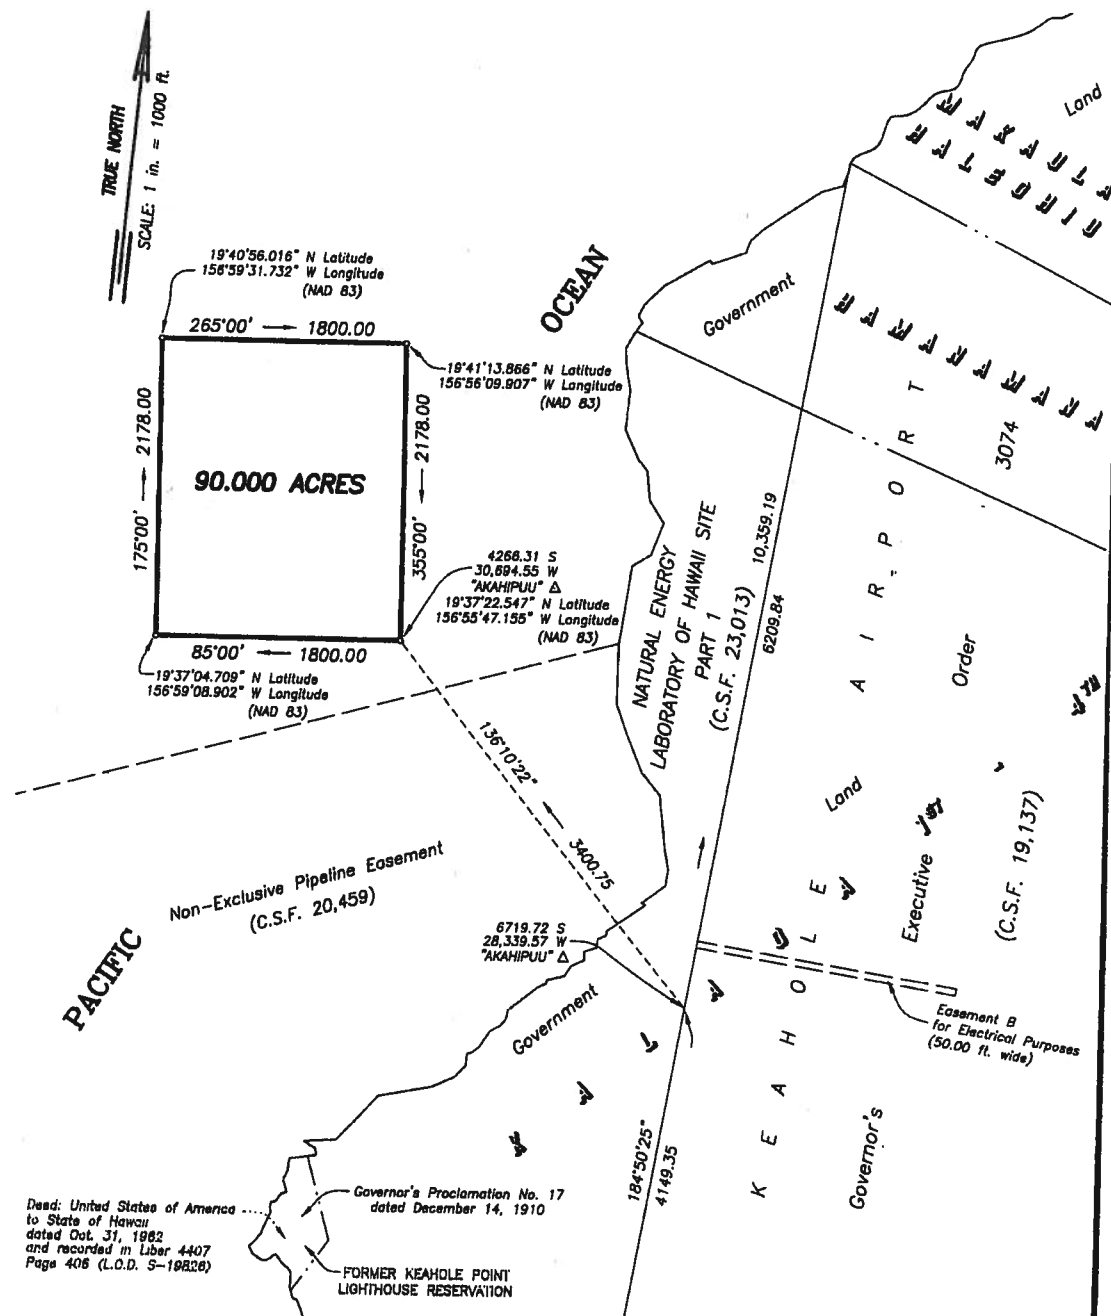 TRUE NORTH
SCALE: 1 in. = 1000 ft.
19°40'56.016" N Latitude
156°59'31.732" W Longitude
(NAD 83)
265°00' 1800.00
19°41'13.866" N Latitude
156°56'09.907" W Longitude
(NAD 83)
175°00' 2178.00
90.000 ACRES
355°00' 2178.00
4266.31 S
30,694.55 W
"AKAHIPUU" △
19°37'22.547" N Latitude
156°55'47.155" W Longitude
(NAD 83)
85°00' 1800.00
19°37'04.709" N Latitude
156°59'08.902" W Longitude
(NAD 83)
OCEAN
Government
Land
MAKAULA
HALEOHIU
HAMANAMANA
3074
NATURAL ENERGY
LABORATORY OF HAWAII SITE
PART 1
(C.S.F. 23,013)
10,359.19
6209.84
KEAHOLE AIRPORT
Order
Land
Executive
(C.S.F. 19,137)
Governor's
136°10'22"
3400.75
Non-Exclusive Pipeline Easement
(C.S.F. 20,459)
PACIFIC
6719.72 S
28,339.57 W
"AKAHIPUU" △
Government
Easement B
for Electrical Purposes
(50.00 ft. wide)
184°50'25"
4149.35
Deed: United States of America
to State of Hawaii
dated Oct. 31, 1962
and recorded in Liber 4407
Page 406 (L.O.D. S-19826)
Governor's Proclamation No. 17
dated December 14, 1910
FORMER KEAHOLE POINT
LIGHTHOUSE RESERVATION